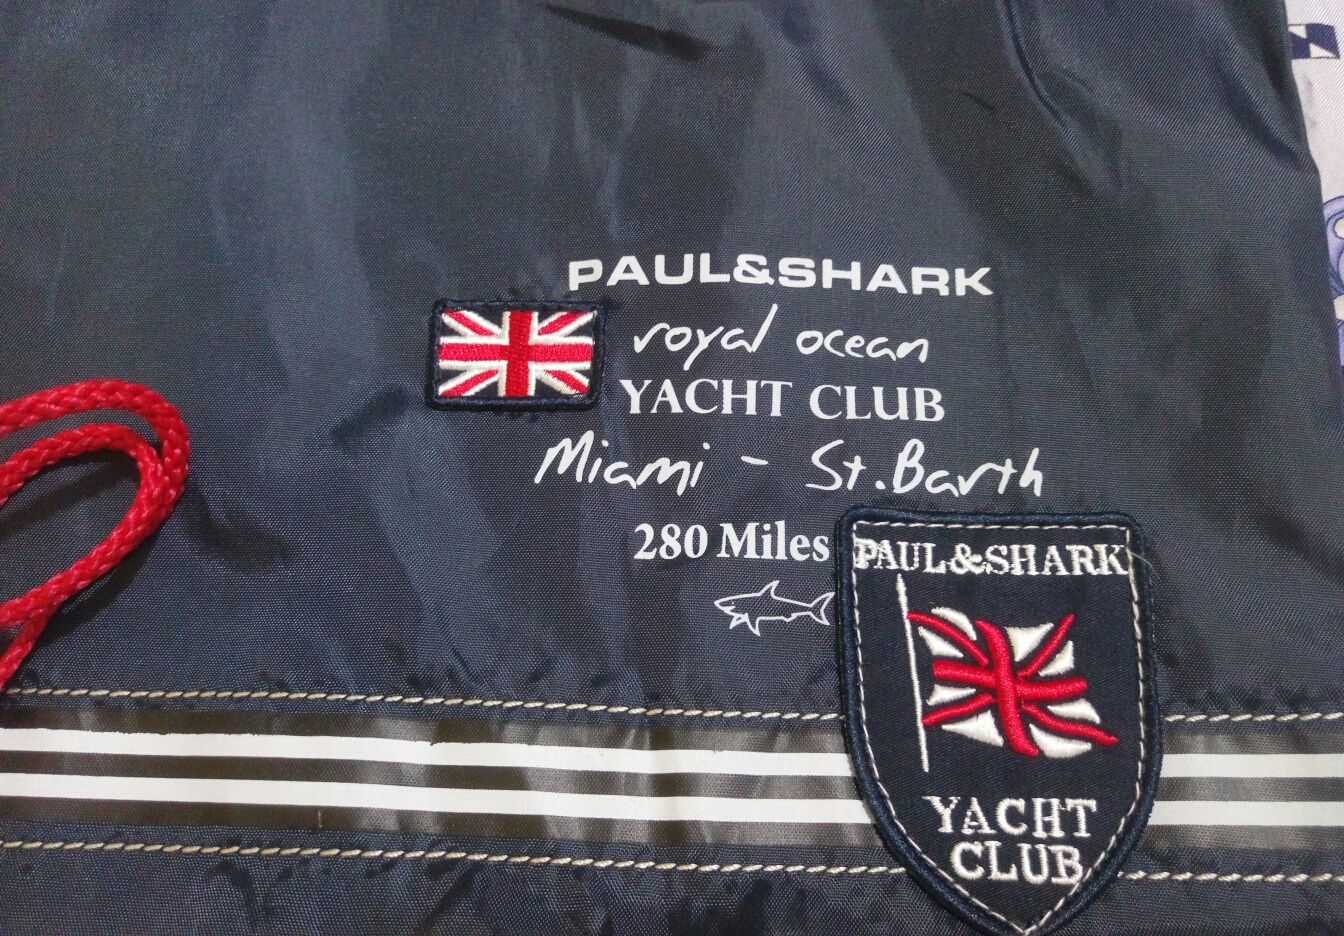 PAUL&SHARK
royal ocean
YACHT CLUB
Miami - St.Barth
280 Miles
PAUL&SHARK
YACHT
CLUB